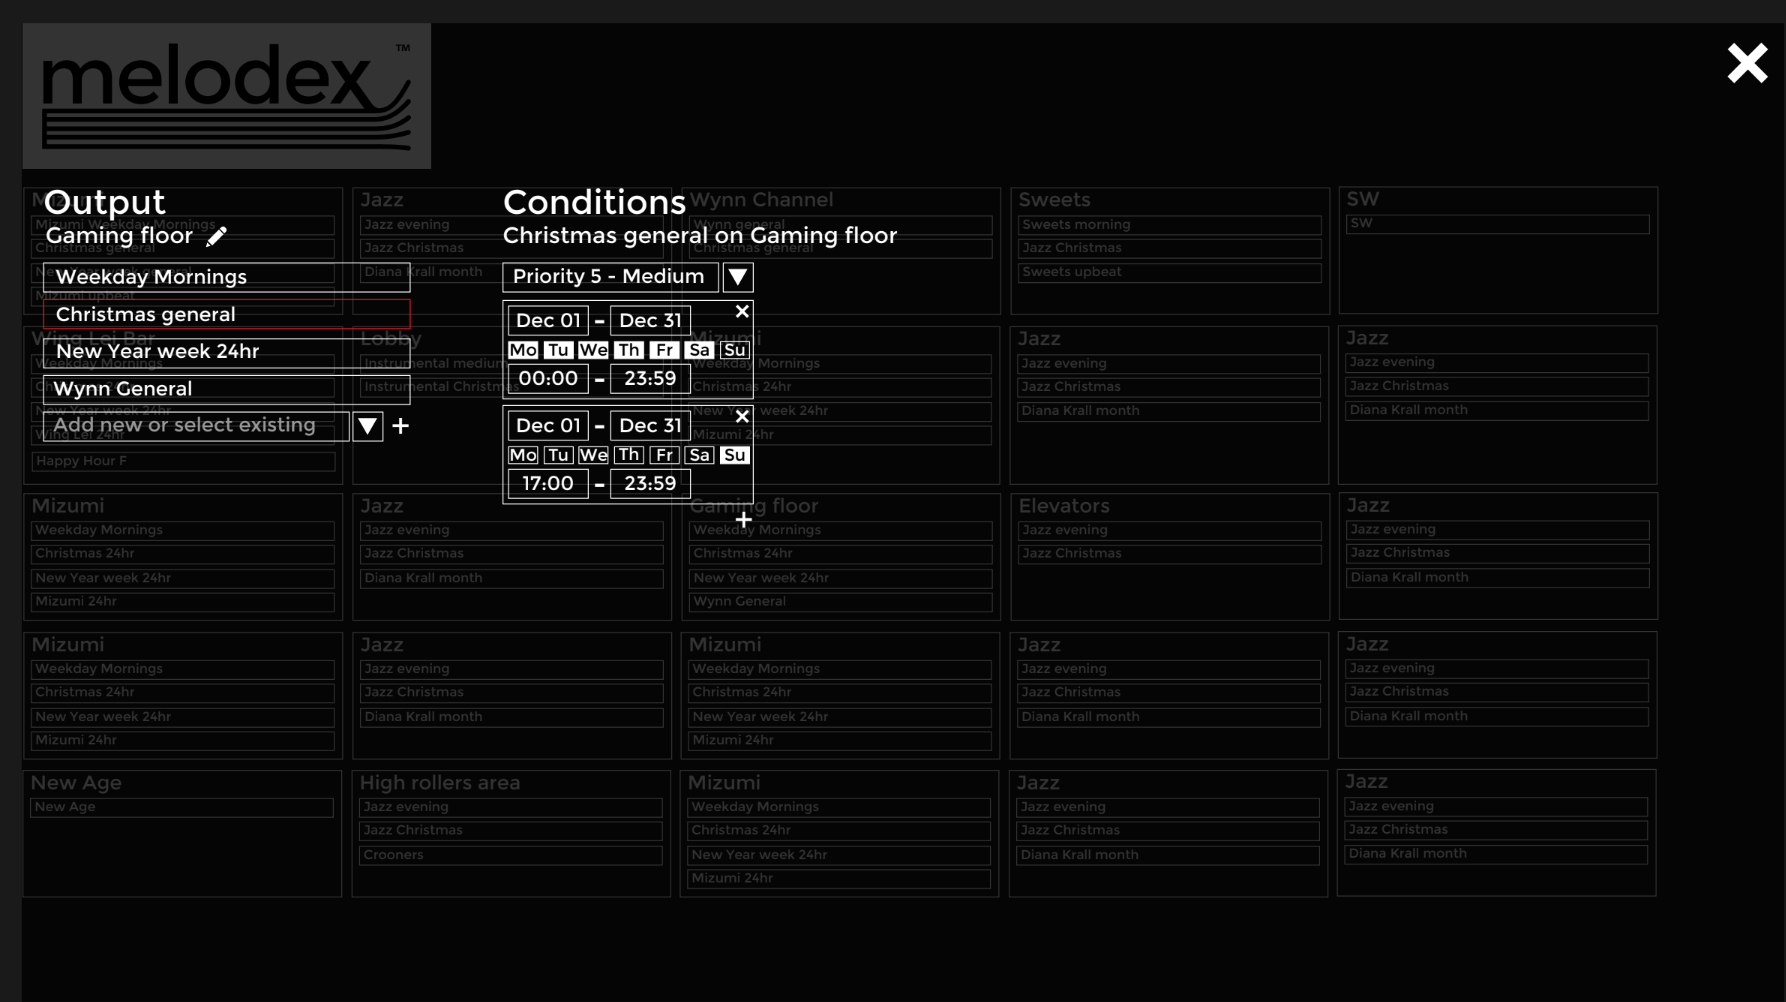 melodex™
Output
Gaming floor
Weekday Mornings
Christmas general
New Year week 24hr
Wynn General
Add new or select existing
+
Conditions
Christmas general on Gaming floor
Priority 5 - Medium
Dec 01 - Dec 31
Mo Tu We Th Fr Sa Su
00:00 - 23:59
Dec 01 - Dec 31
Mo Tu We Th Fr Sa Su
17:00 - 23:59
+
Mizumi Weekday Mornings
Christmas general
Mizumi upbeat
Jazz
Jazz evening
Jazz Christmas
Diana Krall month
Wynn Channel
Wynn general
Christmas general
Sweets
Sweets morning
Jazz Christmas
Sweets upbeat
SW
SW
Wing Lei Bar
Weekday Mornings
New Year week 24hr
Wing Lei 24hr
Happy Hour F
Lobby
Instrumental medium
Instrumental Christmas
Mizumi
Weekday Mornings
Christmas 24hr
New Year week 24hr
Mizumi 24hr
Jazz
Jazz evening
Jazz Christmas
Diana Krall month
Jazz
Jazz evening
Jazz Christmas
Diana Krall month
Mizumi
Weekday Mornings
Christmas 24hr
New Year week 24hr
Mizumi 24hr
Jazz
Jazz evening
Jazz Christmas
Diana Krall month
Gaming floor
Weekday Mornings
Christmas 24hr
New Year week 24hr
Wynn General
Elevators
Jazz evening
Jazz Christmas
Jazz
Jazz evening
Jazz Christmas
Diana Krall month
Mizumi
Weekday Mornings
Christmas 24hr
New Year week 24hr
Mizumi 24hr
Jazz
Jazz evening
Jazz Christmas
Diana Krall month
Mizumi
Weekday Mornings
Christmas 24hr
New Year week 24hr
Mizumi 24hr
Jazz
Jazz evening
Jazz Christmas
Diana Krall month
Jazz
Jazz evening
Jazz Christmas
Diana Krall month
New Age
New Age
High rollers area
Jazz evening
Jazz Christmas
Crooners
Mizumi
Weekday Mornings
Christmas 24hr
New Year week 24hr
Mizumi 24hr
Jazz
Jazz evening
Jazz Christmas
Diana Krall month
Jazz
Jazz evening
Jazz Christmas
Diana Krall month